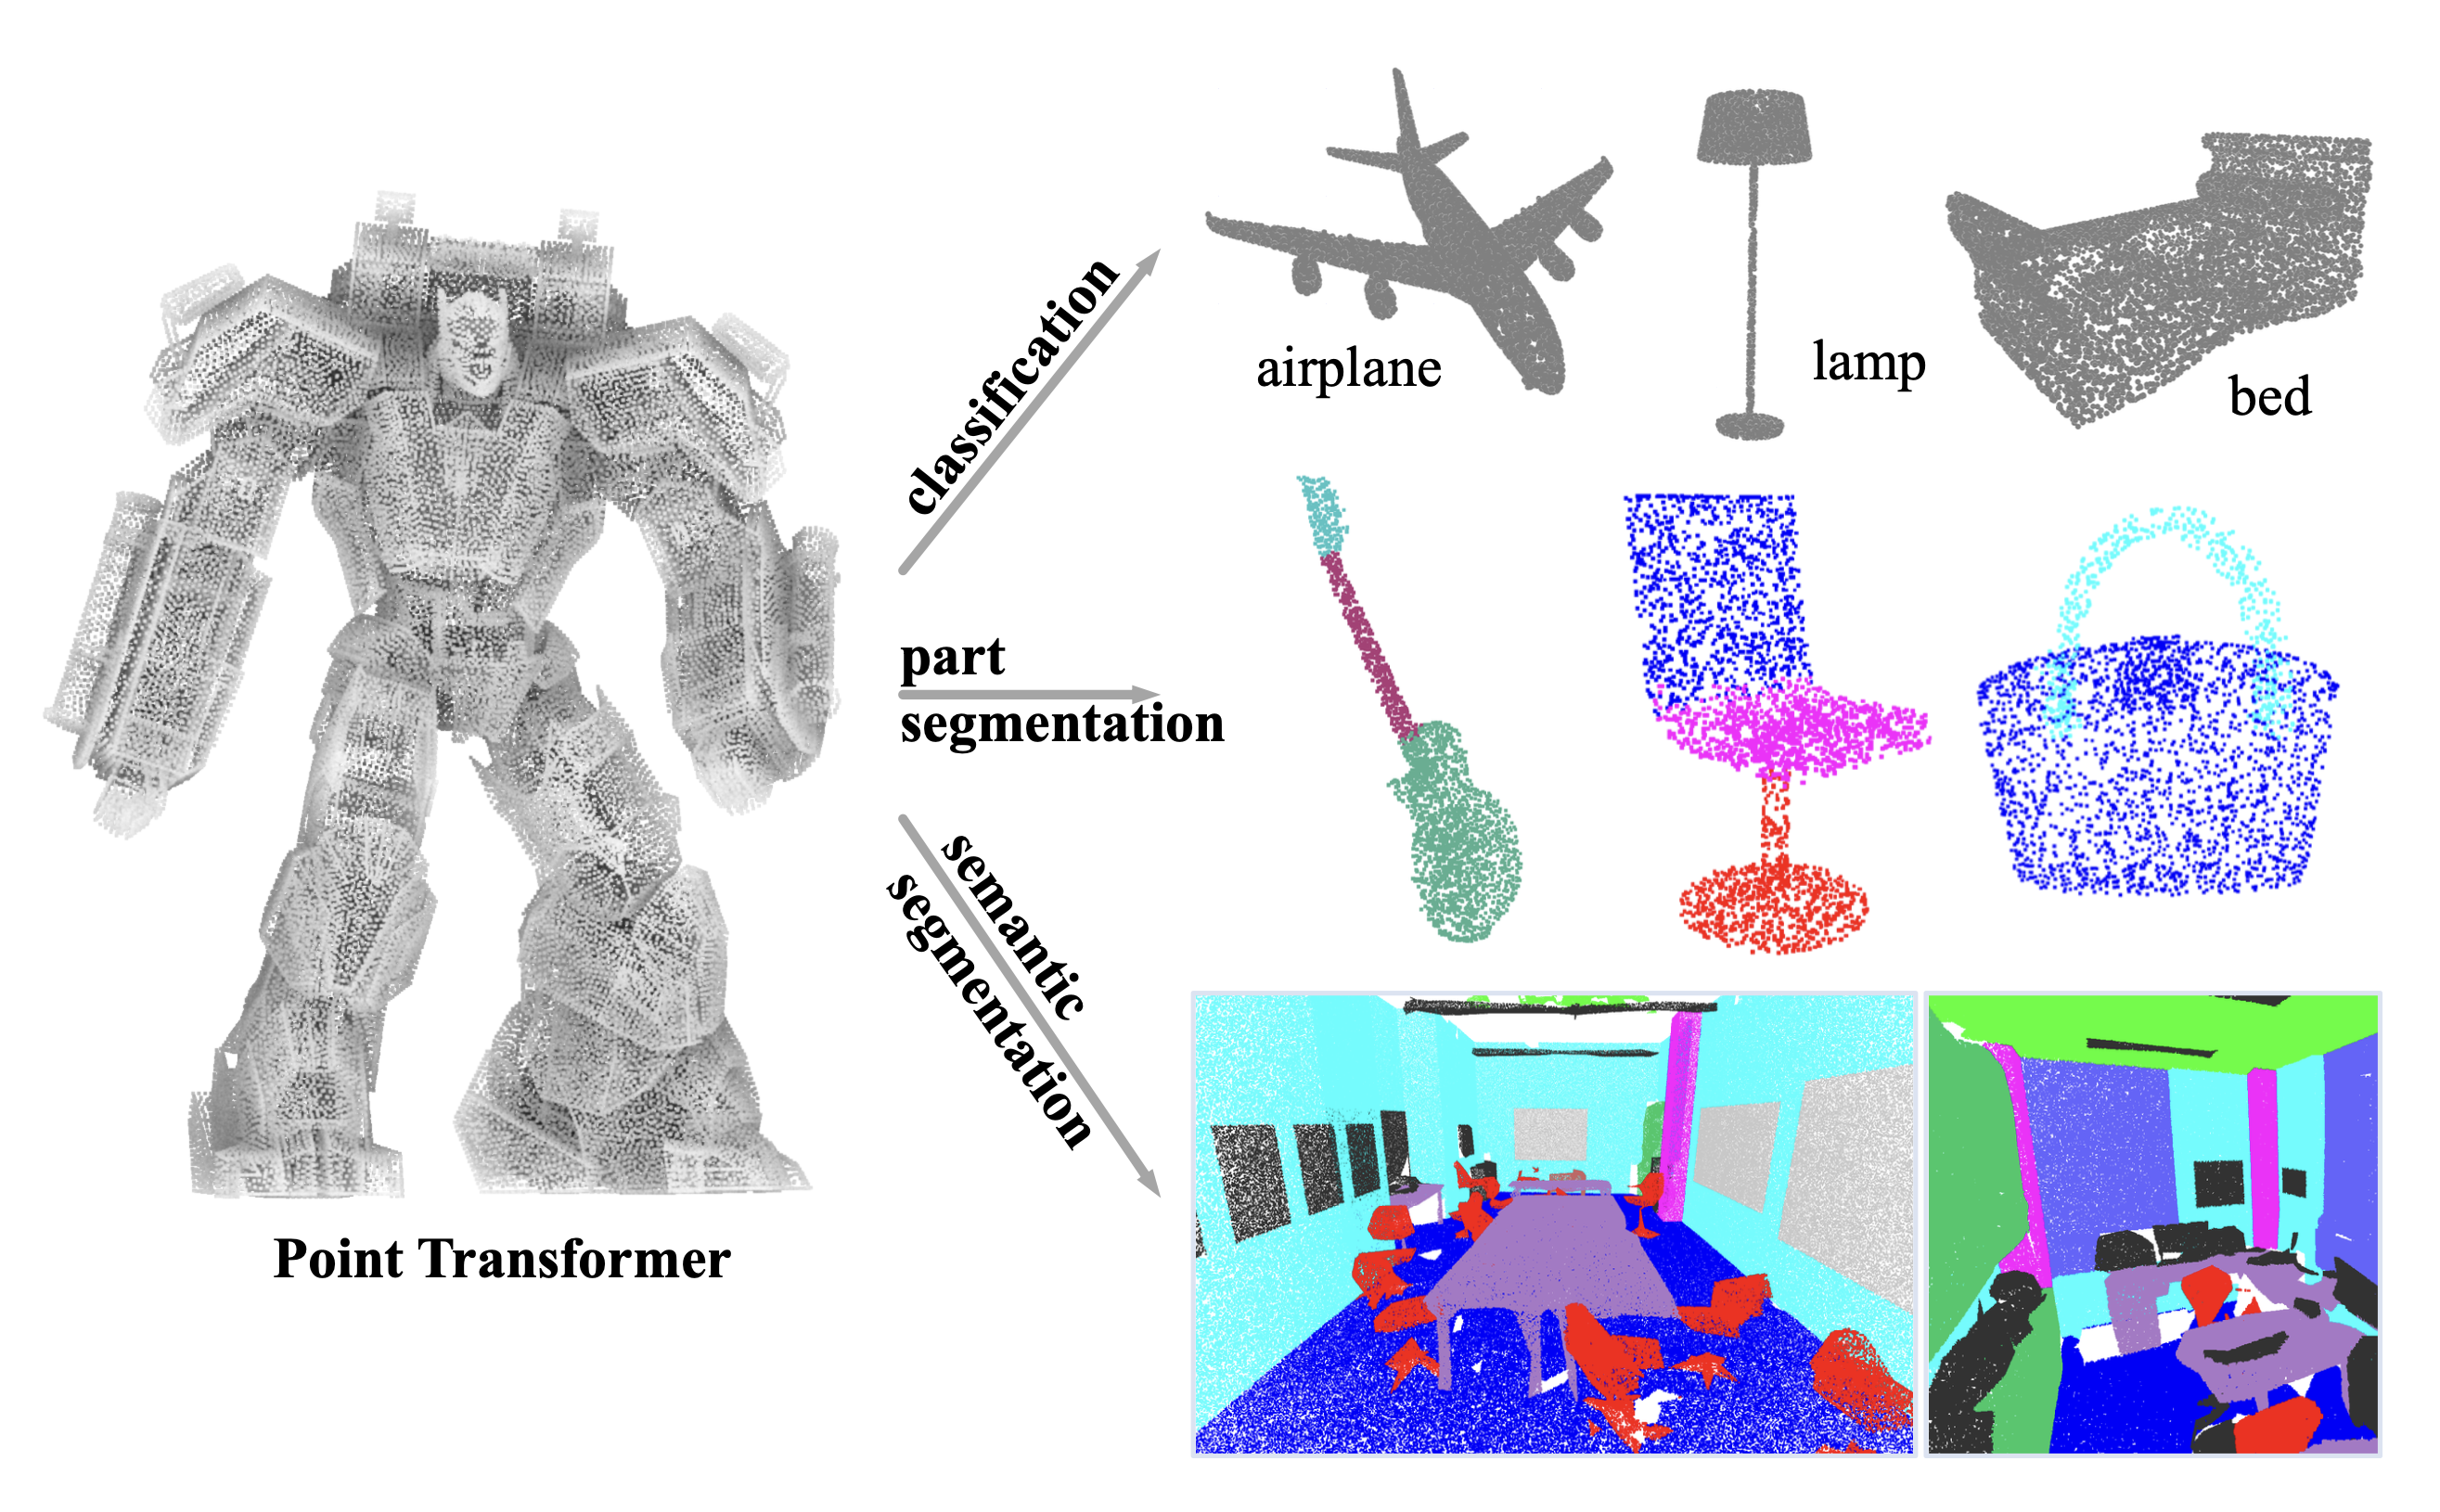 classification
airplane
lamp
bed
part
segmentation
semantic
segmentation
Point Transformer